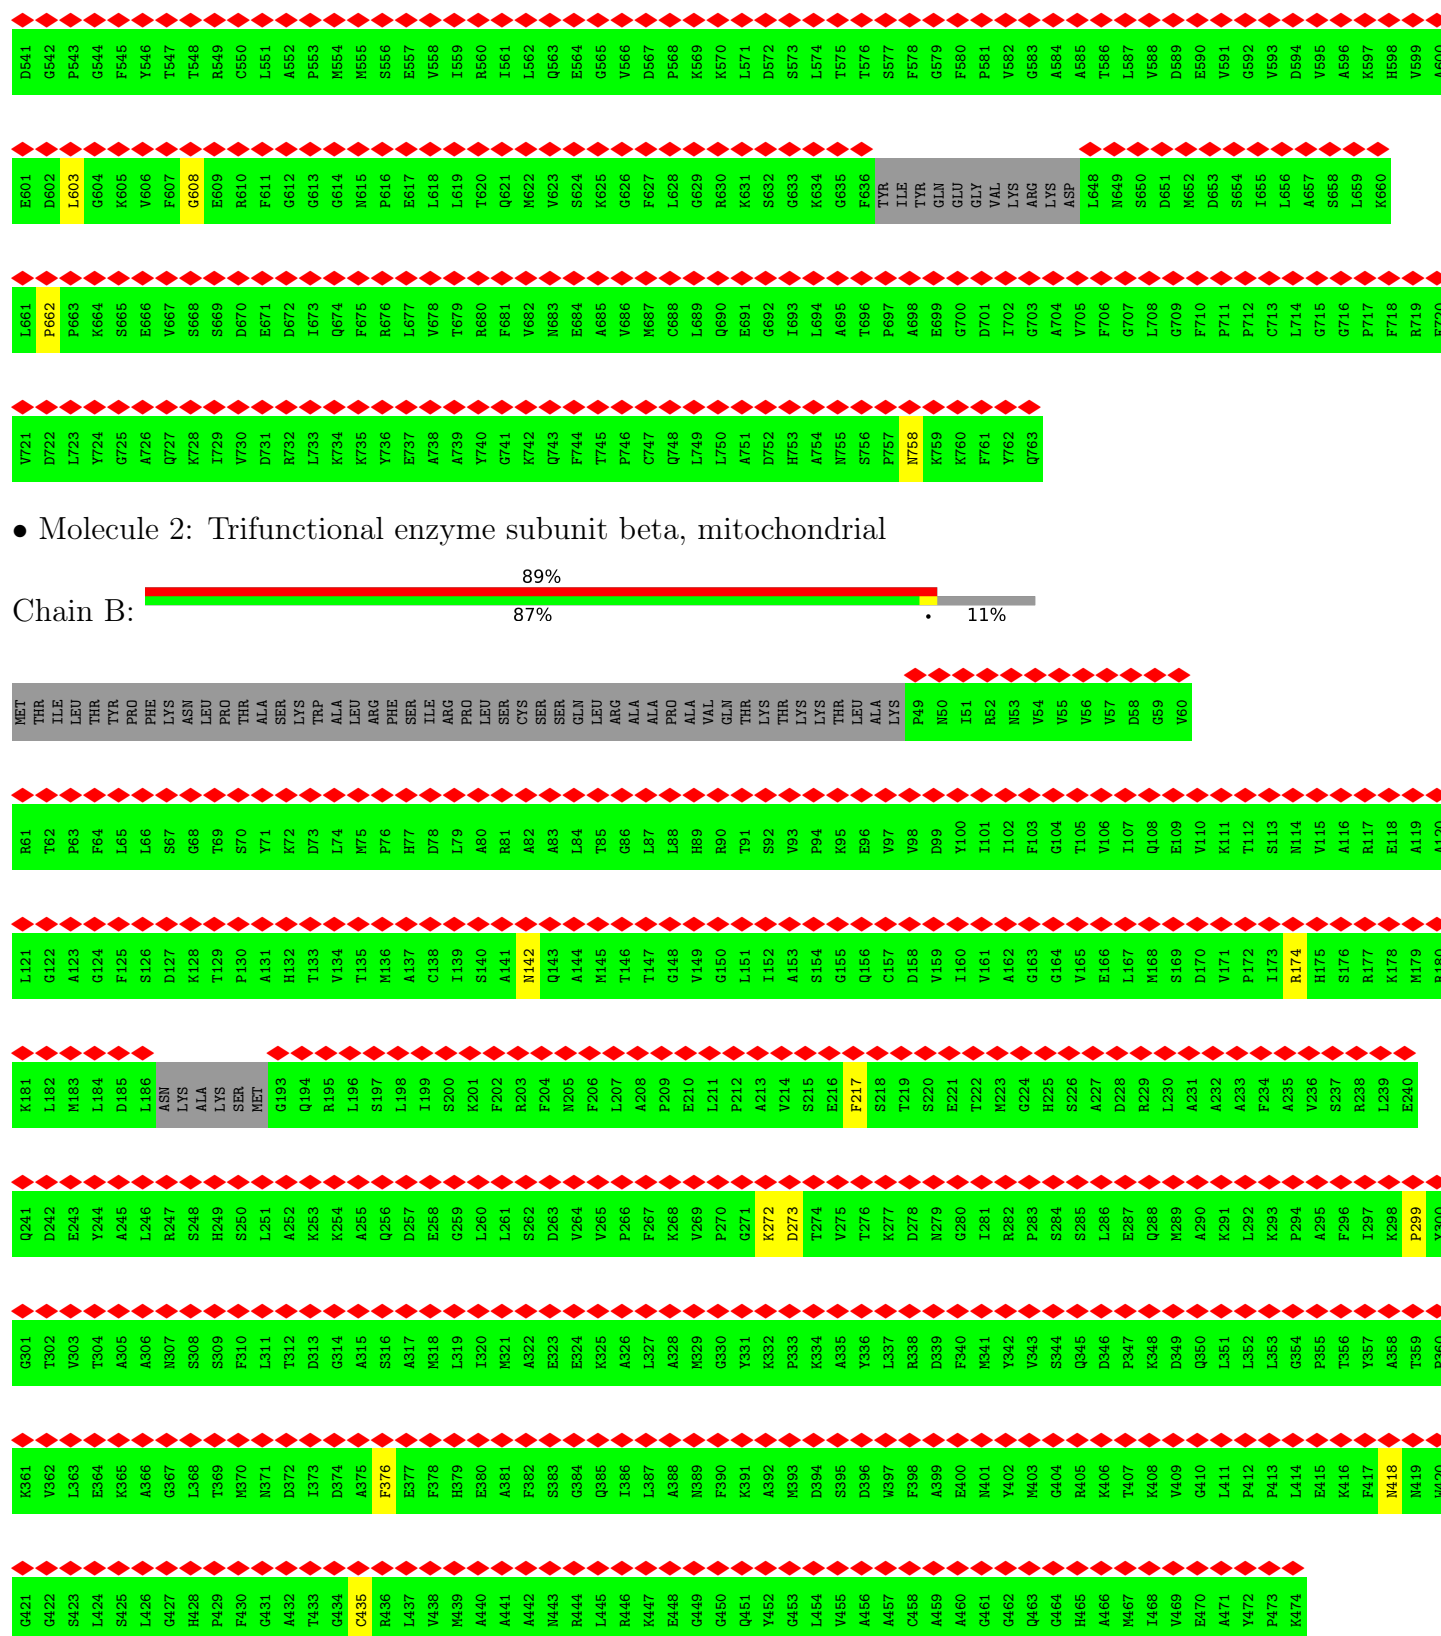 D541 G542 P543 G544 F545 Y546 T547 T548 R549 C550 L551 A552 P553 M554 M555 S556 E557 V558 I559 R560 I561 L562 Q563 E564 G565 V566 D567 P568 K569 K570 L571 D572 S573 L574 T575 T576 S577 F578 G579 F580 P581 V582 G583 A584 A585 T586 L587 V588 D589 E590 V591 G592 V593 D594 V595 A596 K597 H598 V599 A600
E601 D602 L603 G604 K605 V606 F607 G608 E609 R610 F611 G612 G613 G614 N615 P616 E617 L618 L619 T620 Q621 M622 V623 S624 K625 G626 F627 L628 G629 R630 K631 S632 G633 K634 G635 F636 TYR ILE TYR GLN GLU GLY VAL LYS ARG LYS ASP L648 N649 S650 D651 M652 D653 S654 I655 L656 A657 S658 L659 K660
L661 P662 P663 K664 S665 E666 V667 S668 S669 D670 E671 D672 I673 Q674 F675 R676 L677 V678 T679 R680 F681 V682 N683 E684 A685 V686 M687 C688 L689 Q690 E691 G692 I693 L694 A695 T696 P697 A698 E699 G700 D701 I702 G703 A704 V705 F706 G707 L708 G709 F710 P711 P712 C713 L714 G715 G716 P717 F718 R719 F720
V721 D722 L723 Y724 G725 A726 Q727 K728 I729 V730 D731 R732 L733 K734 K735 Y736 E737 A738 A739 Y740 G741 K742 Q743 F744 T745 P746 C747 Q748 L749 L750 A751 D752 H753 A754 N755 S756 P757 N758 K759 K760 F761 Y762 Q763
• Molecule 2: Trifunctional enzyme subunit beta, mitochondrial
89%
Chain B:
87% • 11%
MET THR ILE LEU THR TYR PRO PHE LYS ASN LEU PRO THR ALA SER LYS TRP ALA LEU ARG PHE SER ILE ARG PRO LEU SER CYS SER SER GLN LEU ARG ALA ALA PRO ALA VAL GLN THR LYS THR LYS LYS THR LEU ALA LYS P49 N50 I51 R52 N53 V54 V55 V56 V57 D58 G59 V60
R61 T62 P63 F64 L65 L66 S67 G68 T69 S70 Y71 K72 D73 L74 M75 P76 H77 D78 L79 A80 R81 A82 A83 L84 T85 G86 L87 L88 H89 R90 T91 S92 V93 P94 K95 E96 V97 V98 D99 Y100 I101 I102 F103 G104 T105 V106 I107 Q108 E109 V110 K111 T112 S113 N114 V115 A116 R117 E118 A119 A120
L121 G122 A123 G124 F125 S126 D127 K128 T129 P130 A131 H132 T133 V134 T135 M136 A137 C138 I139 S140 A141 N142 Q143 A144 M145 T146 T147 G148 V149 G150 L151 I152 A153 S154 G155 Q156 C157 D158 V159 I160 V161 A162 G163 G164 V165 E166 L167 M168 S169 D170 V171 P172 I173 R174 H175 S176 R177 K178 M179 R180
K181 L182 M183 L184 D185 L186 ASN LYS ALA LYS SER MET G193 Q194 R195 L196 S197 L198 I199 S200 K201 F202 R203 F204 N205 F206 L207 A208 P209 E210 L211 P212 A213 V214 S215 E216 F217 S218 T219 S220 E221 T222 M223 G224 H225 S226 A227 D228 R229 L230 A231 A232 A233 F234 A235 V236 S237 R238 L239 E240
Q241 D242 E243 Y244 A245 L246 R247 S248 H249 S250 L251 A252 K253 K254 A255 Q256 D257 E258 G259 L260 L261 S262 D263 V264 V265 P266 F267 K268 V269 P270 G271 K272 D273 T274 V275 T276 K277 D278 N279 G280 I281 R282 P283 S284 S285 L286 E287 Q288 M289 A290 K291 L292 K293 P294 A295 F296 I297 K298 P299 Y300
G301 T302 V303 T304 A305 A306 N307 S308 S309 F310 L311 T312 D313 G314 A315 S316 A317 M318 L319 I320 M321 A322 E323 E324 K325 A326 L327 A328 M329 G330 Y331 K332 P333 K334 A335 Y336 L337 R338 D339 F340 M341 Y342 V343 S344 Q345 D346 P347 K348 D349 Q350 L351 L352 L353 G354 P355 T356 Y357 A358 T359 P360
K361 V362 L363 E364 K365 A366 G367 L368 T369 M370 N371 D372 I373 D374 A375 F376 E377 F378 H379 E380 A381 F382 S383 G384 Q385 I386 L387 A388 N389 F390 K391 A392 M393 D394 S395 D396 W397 F398 A399 E400 N401 Y402 M403 G404 R405 K406 T407 K408 V409 G410 L411 P412 P413 L414 E415 K416 F417 N418 N419 W420
G421 G422 S423 L424 S425 L426 G427 H428 P429 F430 G431 A432 T433 G434 C435 R436 L437 V438 M439 A440 A441 A442 N443 R444 L445 R446 K447 E448 G449 G450 Q451 Y452 G453 L454 V455 A456 A457 C458 A459 A460 G461 G462 Q463 G464 H465 A466 M467 I468 V469 E470 A471 Y472 P473 K474